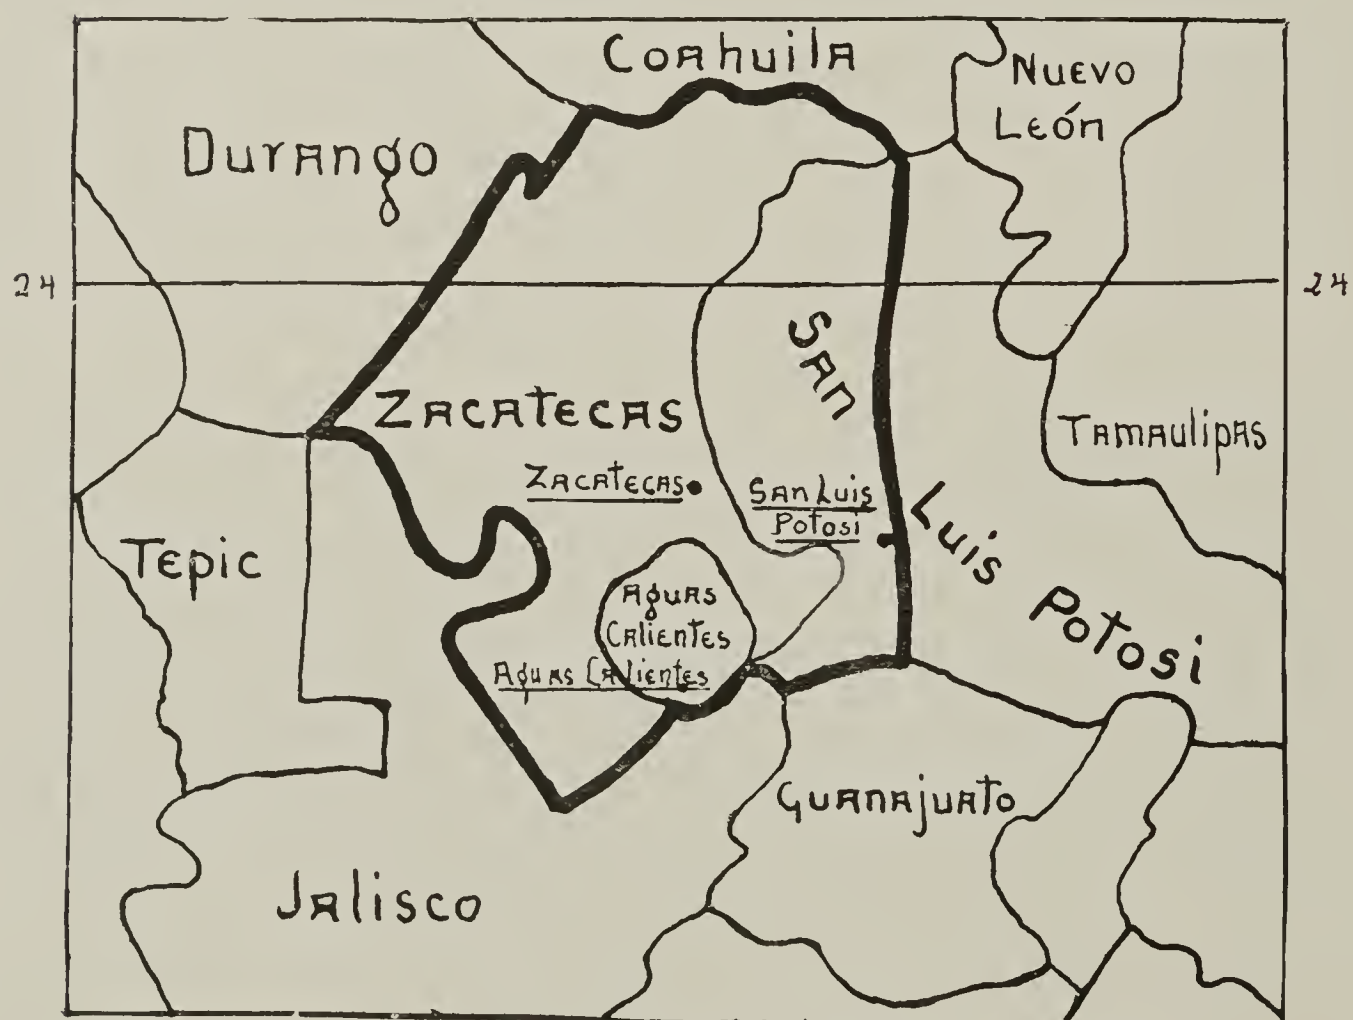 Coahuila
Nuevo
León
Durango
24
24
San
Zacatecas
Tamaulipas
Zacatecas
San Luis
Potosi
Luis
Tepic
Aguas
Calientes
Potosi
Aguas Calientes
Guanajuato
Jalisco